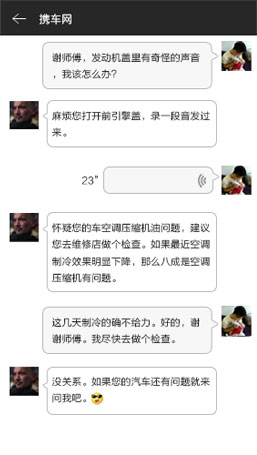 携车网
谢师傅，发动机盖里有奇怪的声音
，我该怎么办？
麻烦您打开前引擎盖，录一段音发过
来。
23"
怀疑您的车空调压缩机油问题，建议
您去维修店做个检查。如果最近空调
制冷效果明显下降，那么八成是空调
压缩机有问题。
这几天制冷的确不给力。好的，谢
谢师傅。我尽快去做个检查。
没关系。如果您的汽车还有问题就来
问我吧。😎